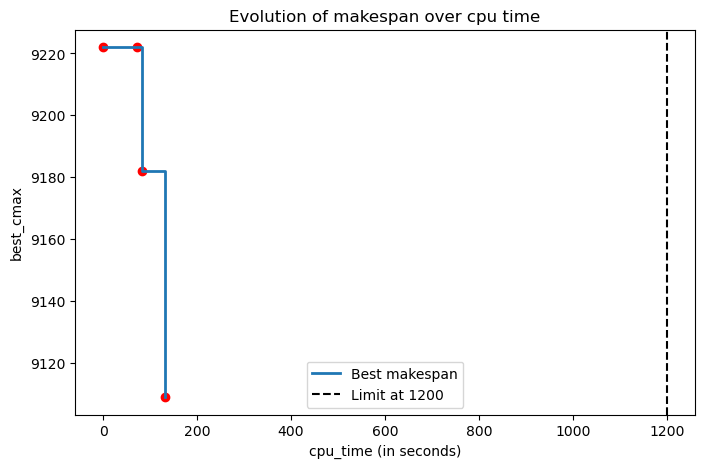 Evolution of makespan over cpu time
best_cmax
9220
9200
9180
9160
9140
9120
Best makespan
Limit at 1200
0
200
400
600
800
1000
1200
cpu_time (in seconds)